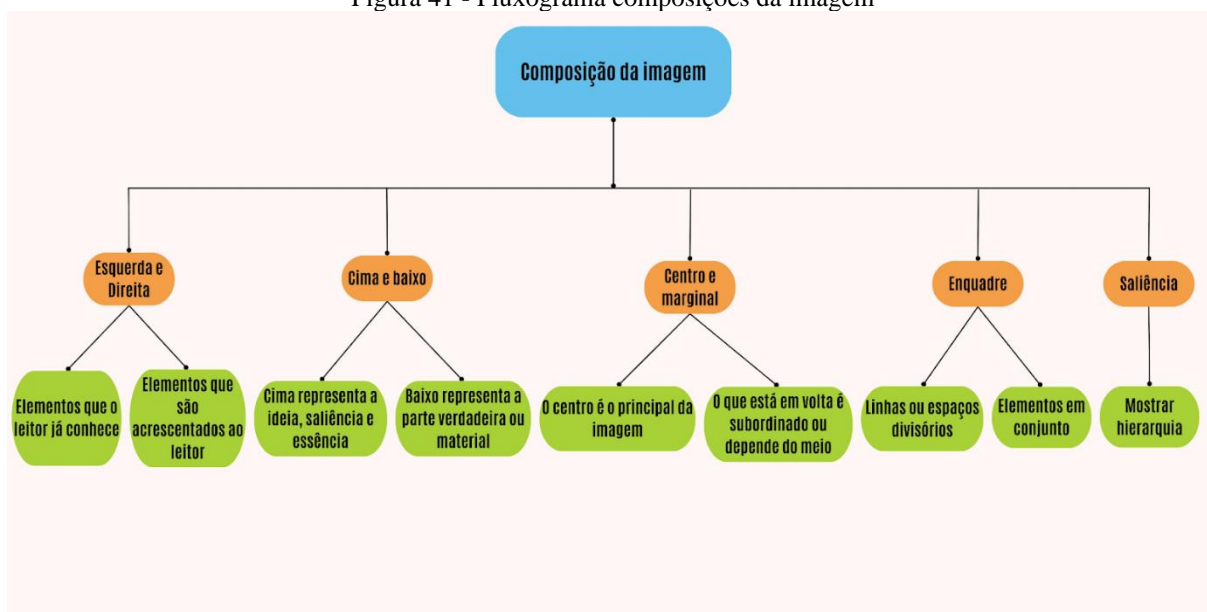 Figura 41 - Fluxograma composições da imagem
Composição da imagem
Esquerda e
Direita
Cima e baixo
Centro e
marginal
Enquadre
Saliência
Elementos que o
leitor já conhece
Elementos que
são
acrescentados ao
leitor
Cima representa a
ideia, saliência e
essência
Baixo representa a
parte verdadeira ou
material
O centro é o principal da
imagem
O que está em volta é
subordinado ou
depende do meio
Linhas ou espaços
divisórios
Elementos em
conjunto
Mostrar
hierarquia